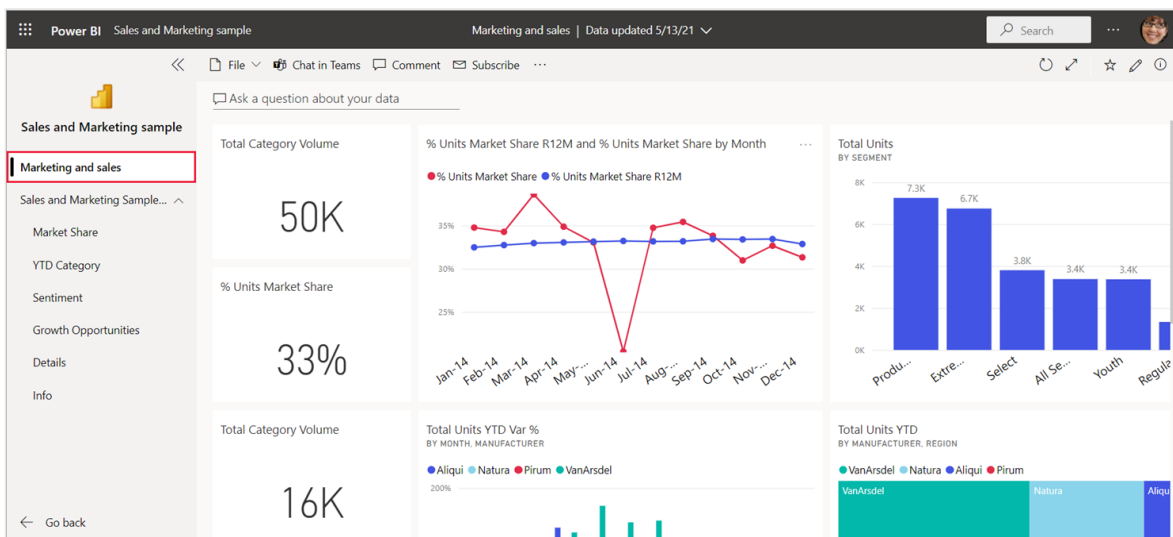 Power BI Sales and Marketing sample
Marketing and sales | Data updated 5/13/21
Search
File
Chat in Teams
Comment
Subscribe
Ask a question about your data
Sales and Marketing sample
Marketing and sales
Sales and Marketing Sample...
Market Share
YTD Category
Sentiment
Growth Opportunities
Details
Info
Go back
Total Category Volume
50K
% Units Market Share
33%
Total Category Volume
16K
% Units Market Share R12M and % Units Market Share by Month
% Units Market Share % Units Market Share R12M
35%
30%
25%
Jan-14 Feb-14 Mar-14 Apr-14 May-... Jun-14 Jul-14 Aug-... Sep-14 Oct-14 Nov-... Dec-14
Total Units
BY SEGMENT
8K
6K
4K
2K
0K
7.3K 6.7K 3.8K 3.4K 3.4K
Produ... Extre... Select All Se... Youth Regula
Total Units YTD Var %
BY MONTH, MANUFACTURER
Aliqui Natura Pirum VanArsdel
200%
Total Units YTD
BY MANUFACTURER, REGION
VanArsdel Natura Aliqui Pirum
VanArsdel Natura Aliqu